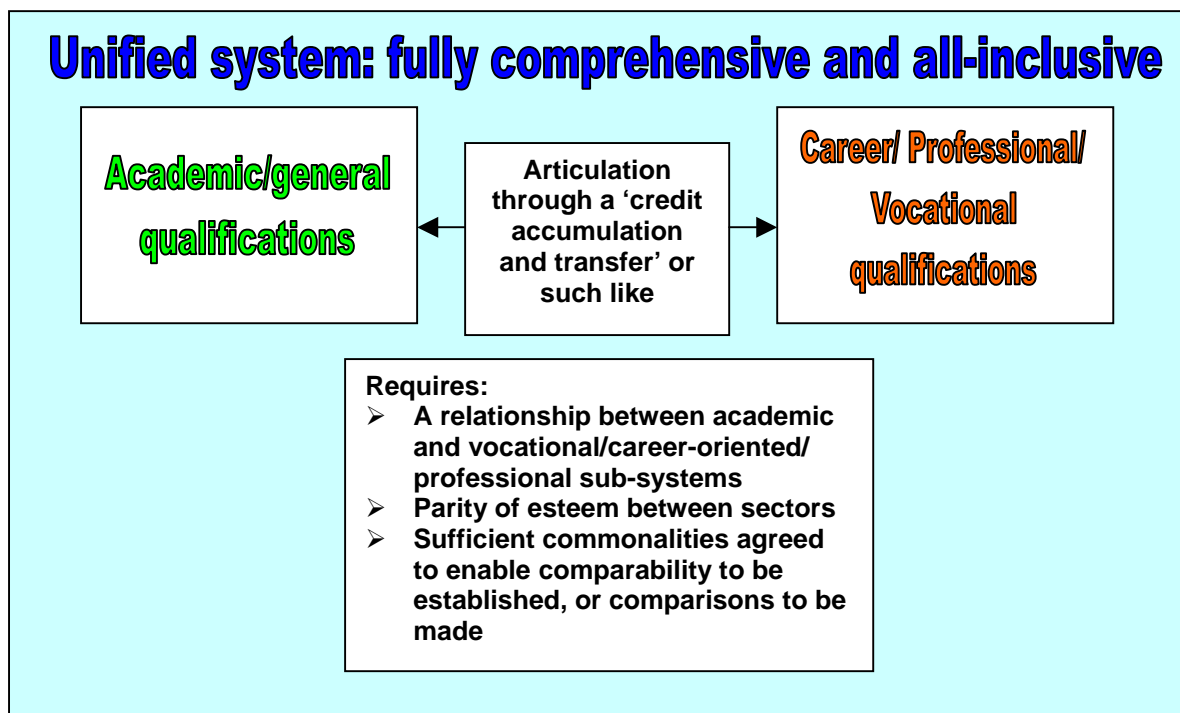 Unified system: fully comprehensive and all-inclusive
Academic/general
qualifications
Articulation
through a ‘credit
accumulation
and transfer’ or
such like
Career/ Professional/
Vocational
qualifications
Requires:
➢ A relationship between academic
and vocational/career-oriented/
professional sub-systems
➢ Parity of esteem between sectors
➢ Sufficient commonalities agreed
to enable comparability to be
established, or comparisons to be
made